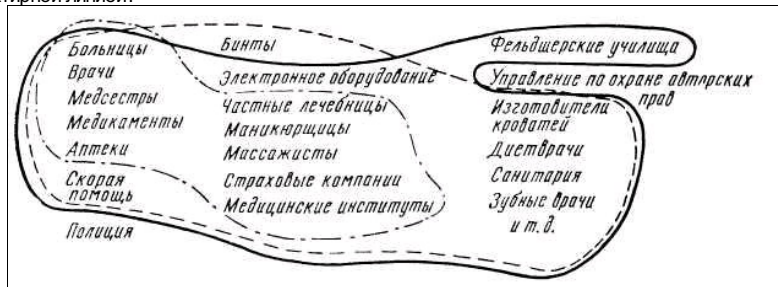 Больницы
Врачи
Медсестры
Медикаменты
Аптеки
Скорая
помощь
Полиция
Бинты
Электронное оборудование
Частные лечебницы
Маникюрщицы
Массажисты
Страховые компании
Медицинские институты
Фельдшерские училища
Управление по охране автпрских
прав
Изготовители
кроватей
Диетврачи
Санитария
Зубные врачи
и т. д.